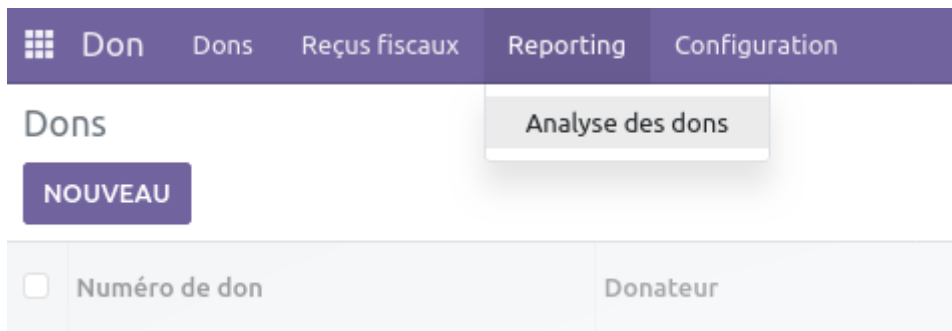 Don Dons Reçus fiscaux Reporting Configuration
Dons
Analyse des dons
NOUVEAU
Numéro de don Donateur